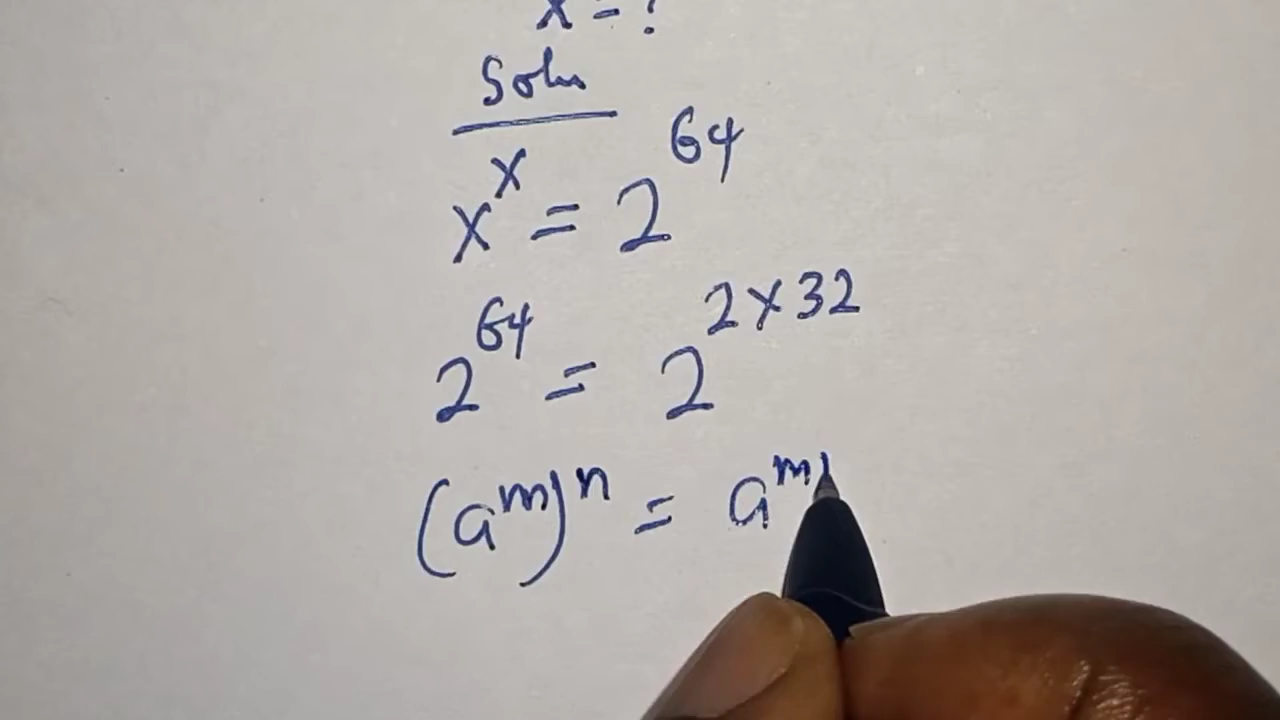 x = ?
Soln
x^x = 2^64
2^64 = 2^2×32
(a^m)^n = a^m